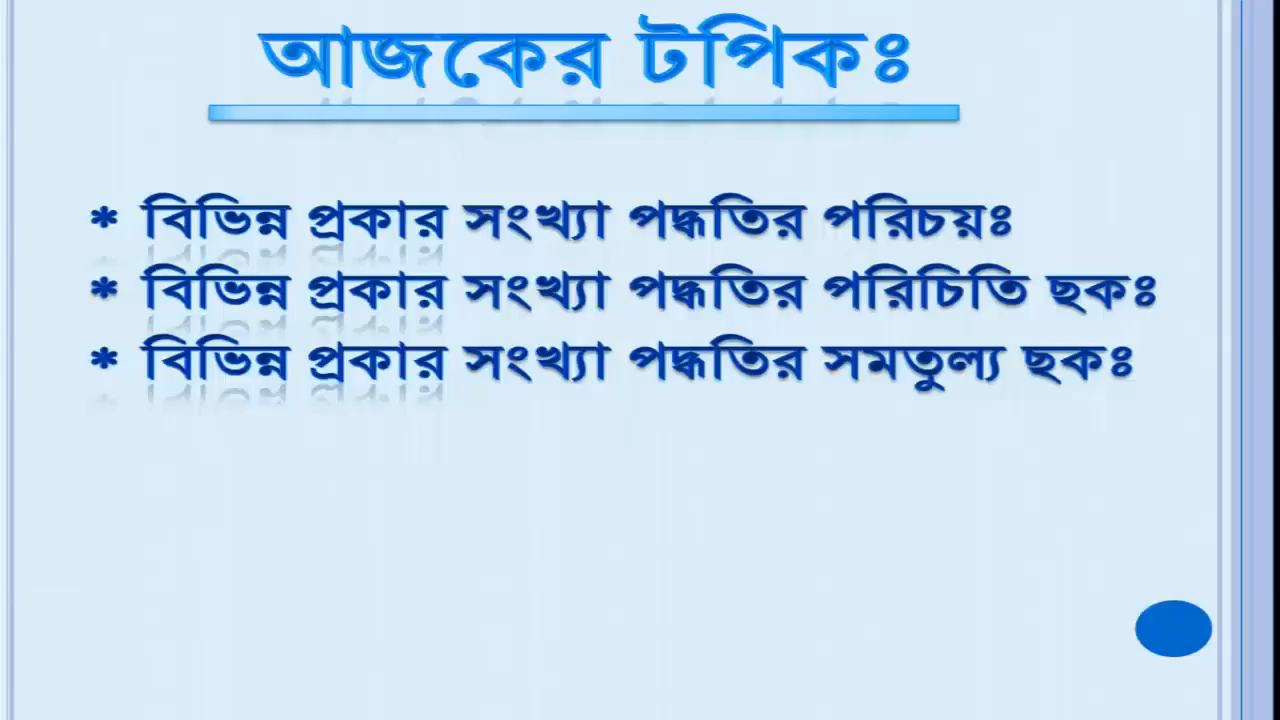 আজকের টপিকঃ
* বিভিন্ন প্রকার সংখ্যা পদ্ধতির পরিচয়ঃ
* বিভিন্ন প্রকার সংখ্যা পদ্ধতির পরিচিতি ছকঃ
* বিভিন্ন প্রকার সংখ্যা পদ্ধতির সমতুল্য ছকঃ